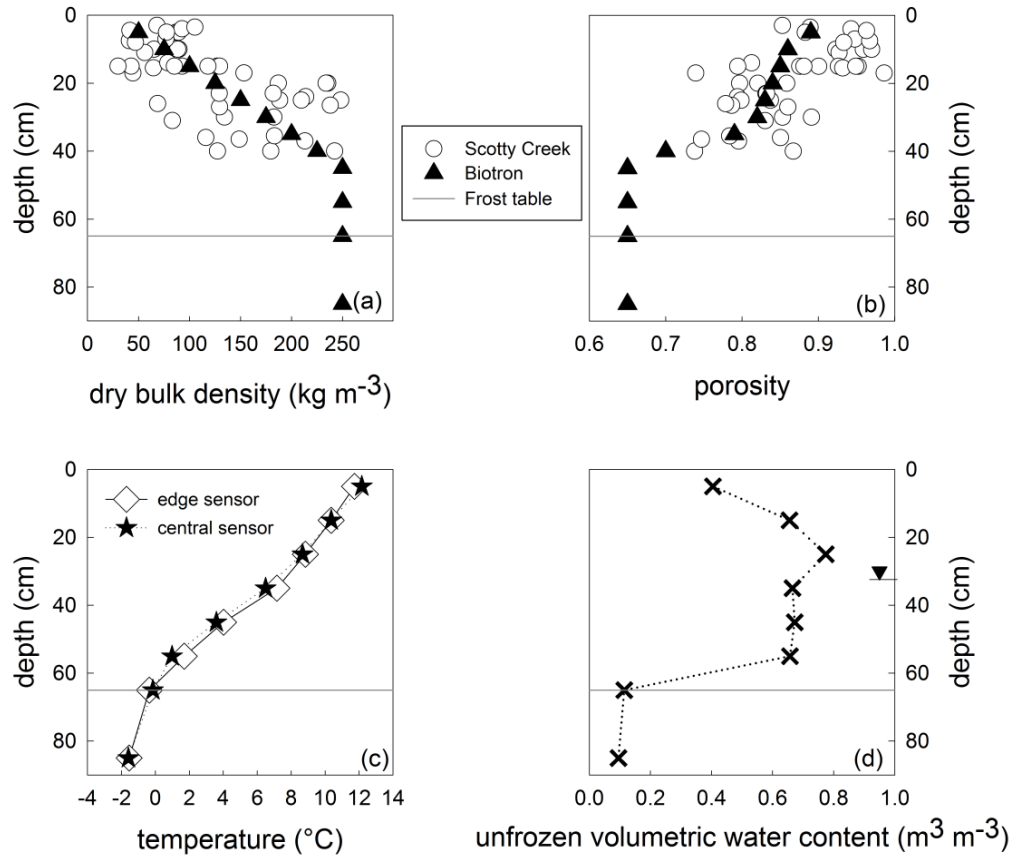 0
20
40
60
80
depth (cm)
0 50 100 150 200 250
dry bulk density (kg m-3)
(a)
Scotty Creek
Biotron
Frost table
0
20
40
60
80
depth (cm)
0.6 0.7 0.8 0.9 1.0
porosity
(b)
0
20
40
60
80
depth (cm)
edge sensor
central sensor
(c)
-4 -2 0 2 4 6 8 10 12 14
temperature (°C)
0
20
40
60
80
depth (cm)
(d)
0.0 0.2 0.4 0.6 0.8 1.0
unfrozen volumetric water content (m3 m-3)